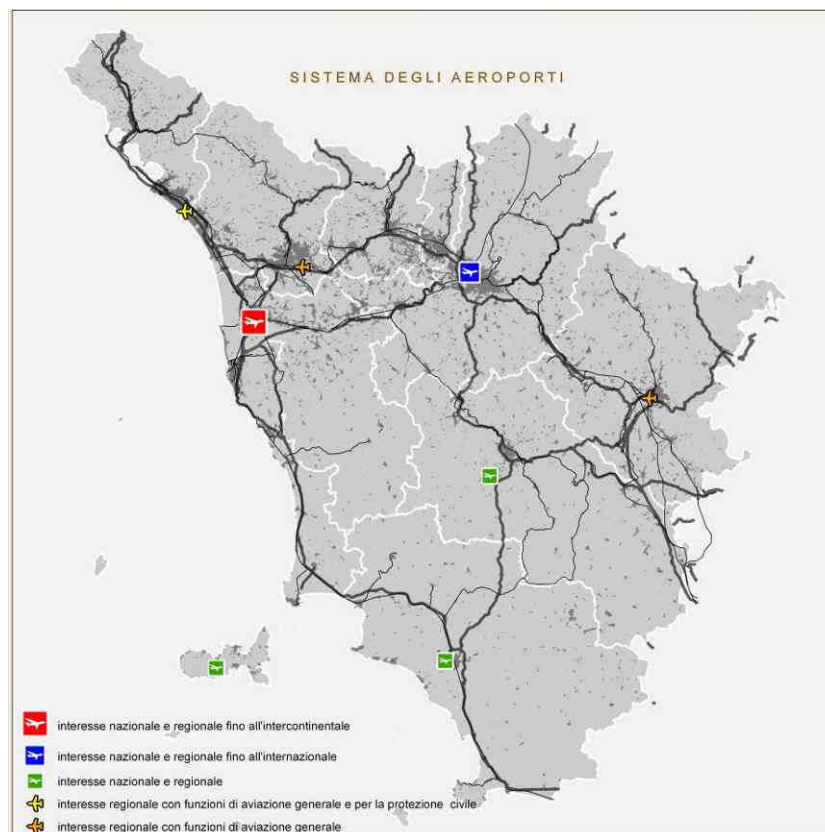 SISTEMA DEGLI AEROPORTI
interesse nazionale e regionale fino all'intercontinentale
interesse nazionale e regionale fino all'internazionale
interesse nazionale e regionale
interesse regionale con funzioni di aviazione generale e per la protezione civile
interesse regionale con funzioni di aviazione generale